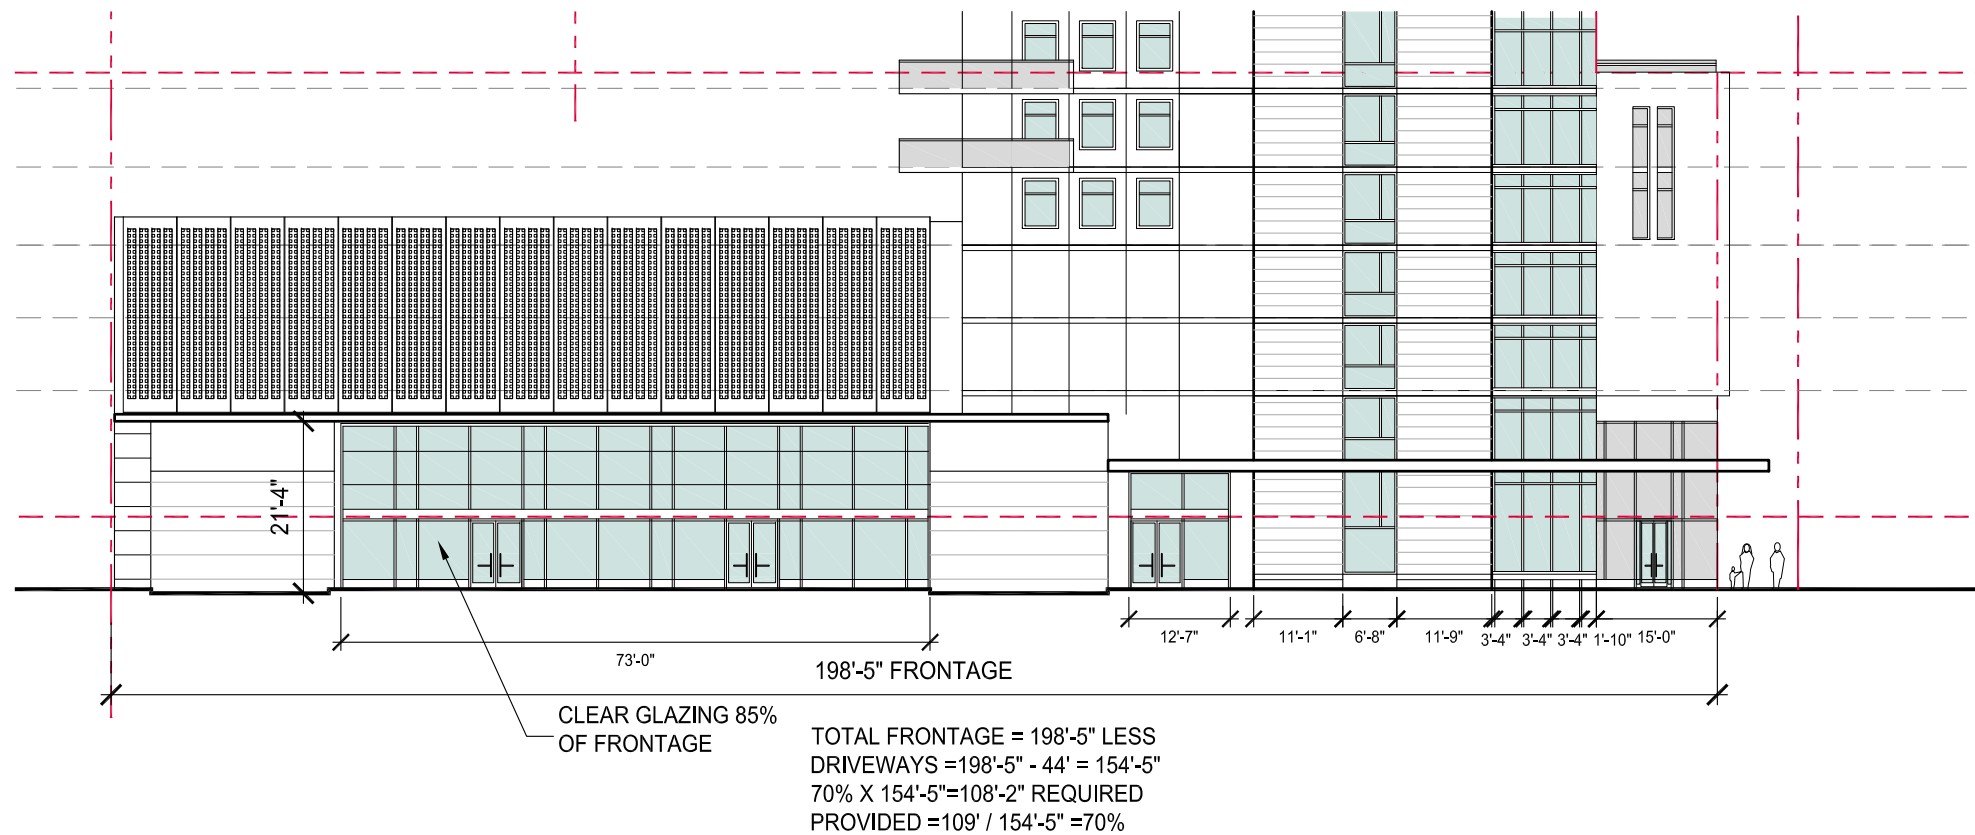 21'-4"
12'-7"
11'-1"
6'-8"
11'-9"
3'-4"
3'-4"
3'-4"
1'-10"
15'-0"
73'-0"
198'-5" FRONTAGE
CLEAR GLAZING 85%
OF FRONTAGE
TOTAL FRONTAGE = 198'-5" LESS
DRIVEWAYS =198'-5" - 44' = 154'-5"
70% X 154'-5"=108'-2" REQUIRED
PROVIDED =109' / 154'-5" =70%